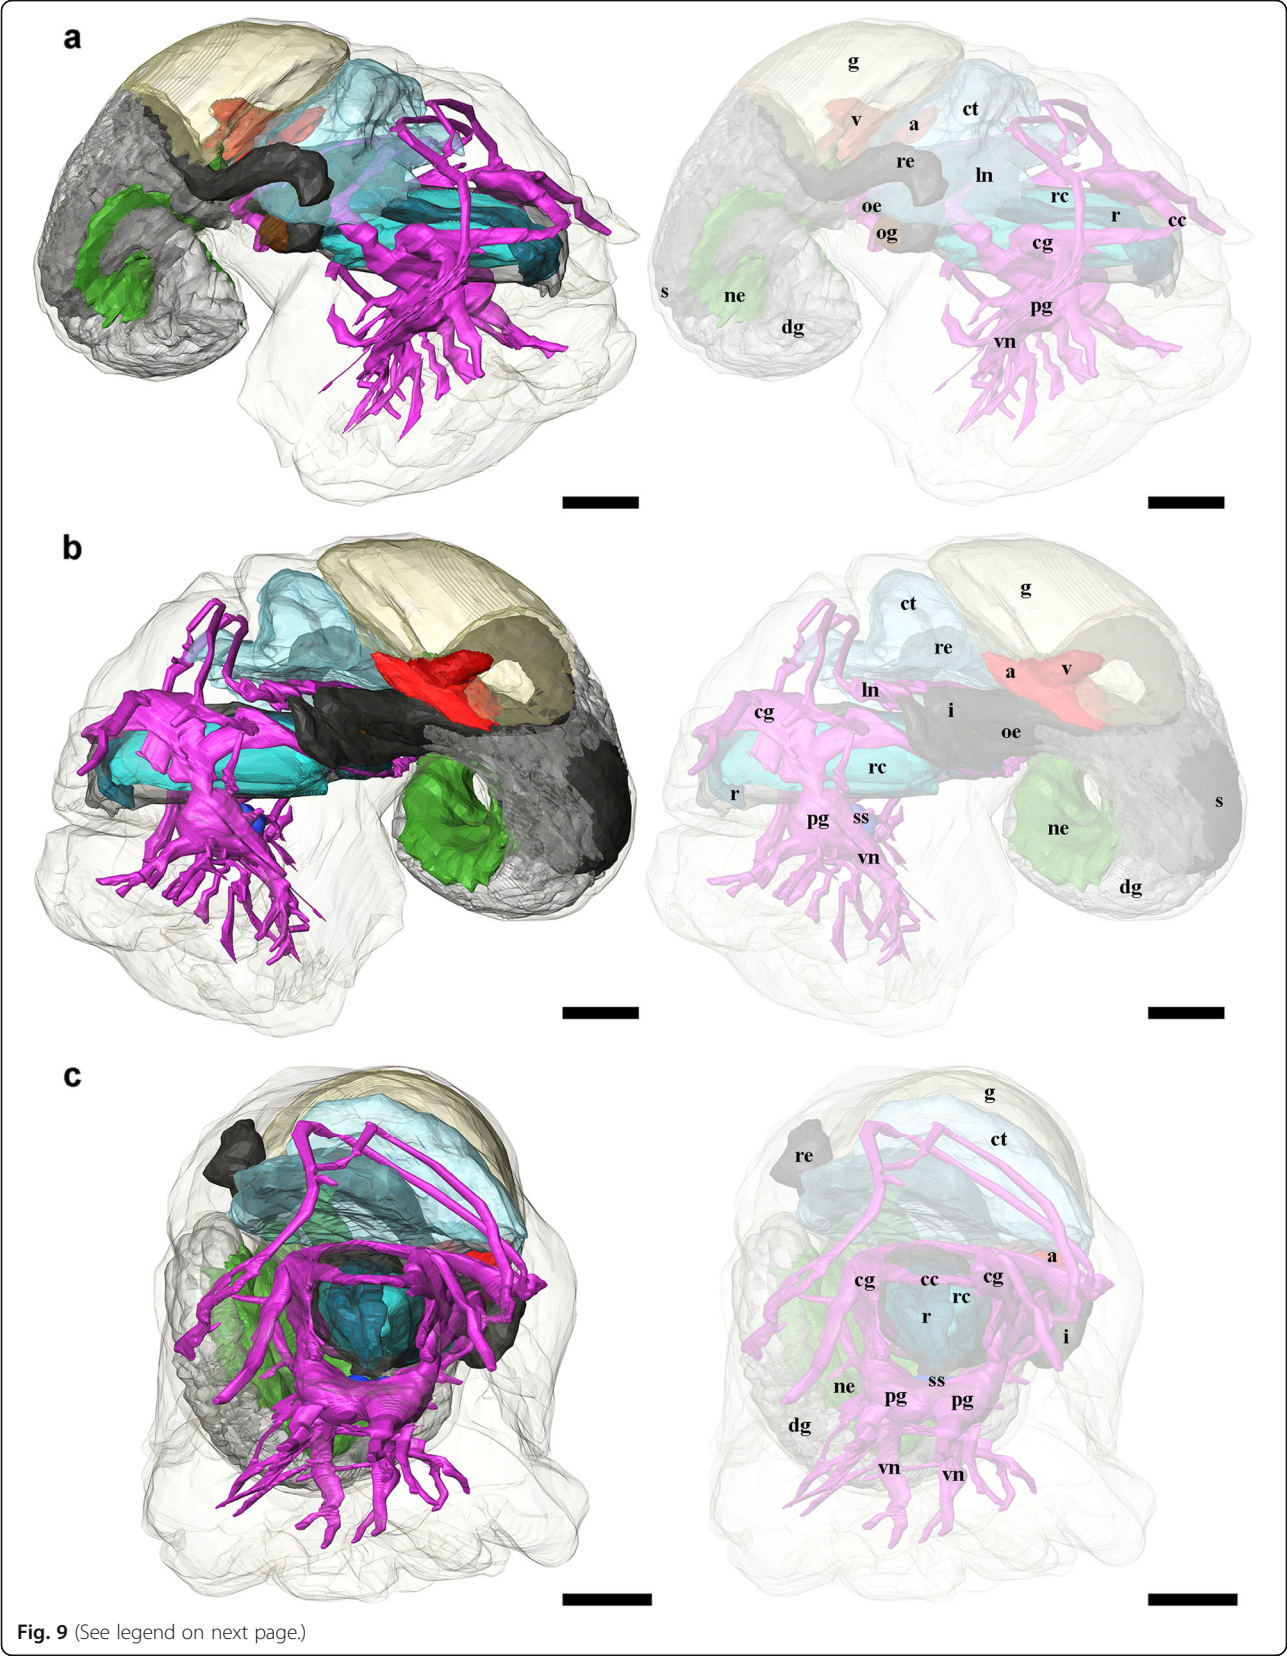 a
g
ct
v
a
re
ln
rc
oe
r
cc
og
cg
s
ne
pg
dg
vn
b
g
ct
re
a
v
ln
cg
i
oe
rc
r
s
pg
ss
ne
vn
dg
c
g
ct
re
a
cg
cc
cg
rc
r
i
ss
ne
pg
pg
dg
vn
vn
Fig. 9 (See legend on next page.)